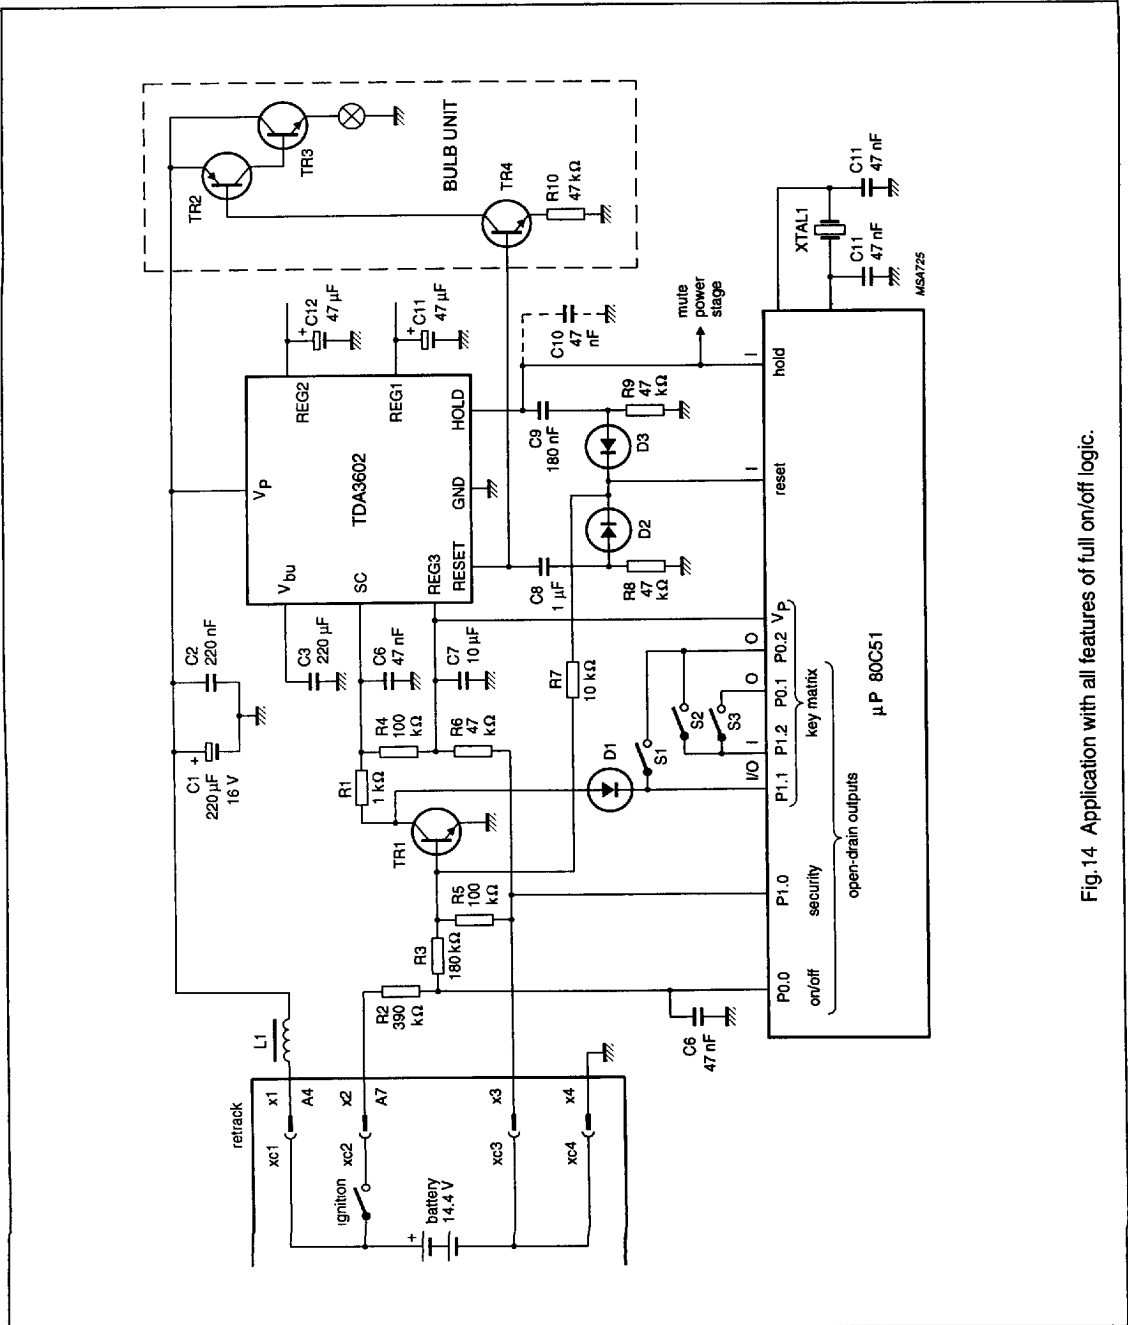 retrack
xc1
x1
A4
L1
ignition
xc2
x2
A7
+
battery
14.4 V
xc3
x3
xc4
x4
C1
220 µF
16 V
+
C2
220 nF
R2
390
kΩ
R3
180 kΩ
R5
100
kΩ
TR1
R1
1 kΩ
R4
100
kΩ
R6
47
kΩ
C3
220 µF
C6
47 nF
C7
10 µF
VP
Vbu
SC
REG3
RESET
TDA3602
GND
REG2
REG1
HOLD
+ C12
47 µF
+ C11
47 µF
TR2
TR3
BULB UNIT
TR4
R10
47 kΩ
C8
1 µF
C9
180 nF
C10
47
nF
R7
10 kΩ
R8
47
kΩ
D2
D3
R9
47
kΩ
mute
power
stage
D1
S1
S2
S3
C6
47 nF
I/O
I
O
O
I
I
P0.0
P1.0
P1.1
P1.2
P0.1
P0.2
VP
reset
hold
on/off
security
key matrix
open-drain outputs
µP 80C51
XTAL1
C11
47 nF
C11
47 nF
MSA725
Fig.14 Application with all features of full on/off logic.